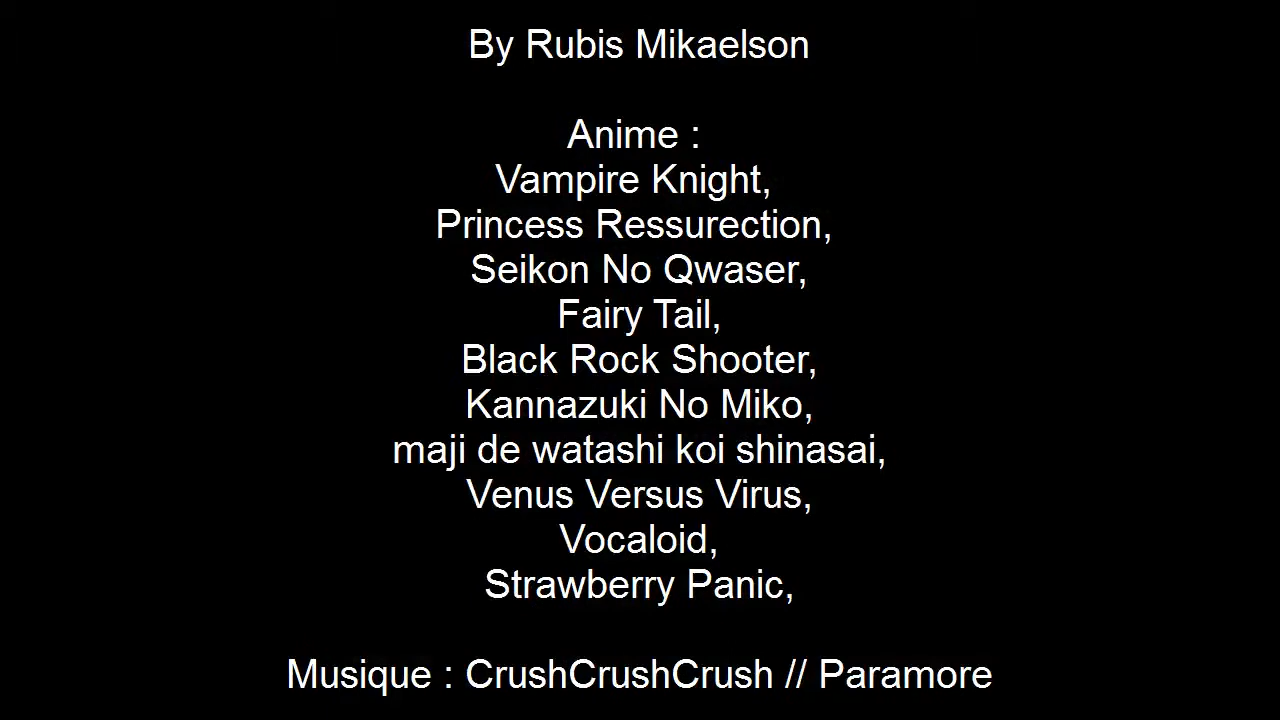 By Rubis Mikaelson
Anime :
Vampire Knight,
Princess Ressurection,
Seikon No Qwaser,
Fairy Tail,
Black Rock Shooter,
Kannazuki No Miko,
maji de watashi koi shinasai,
Venus Versus Virus,
Vocaloid,
Strawberry Panic,
Musique : CrushCrushCrush // Paramore